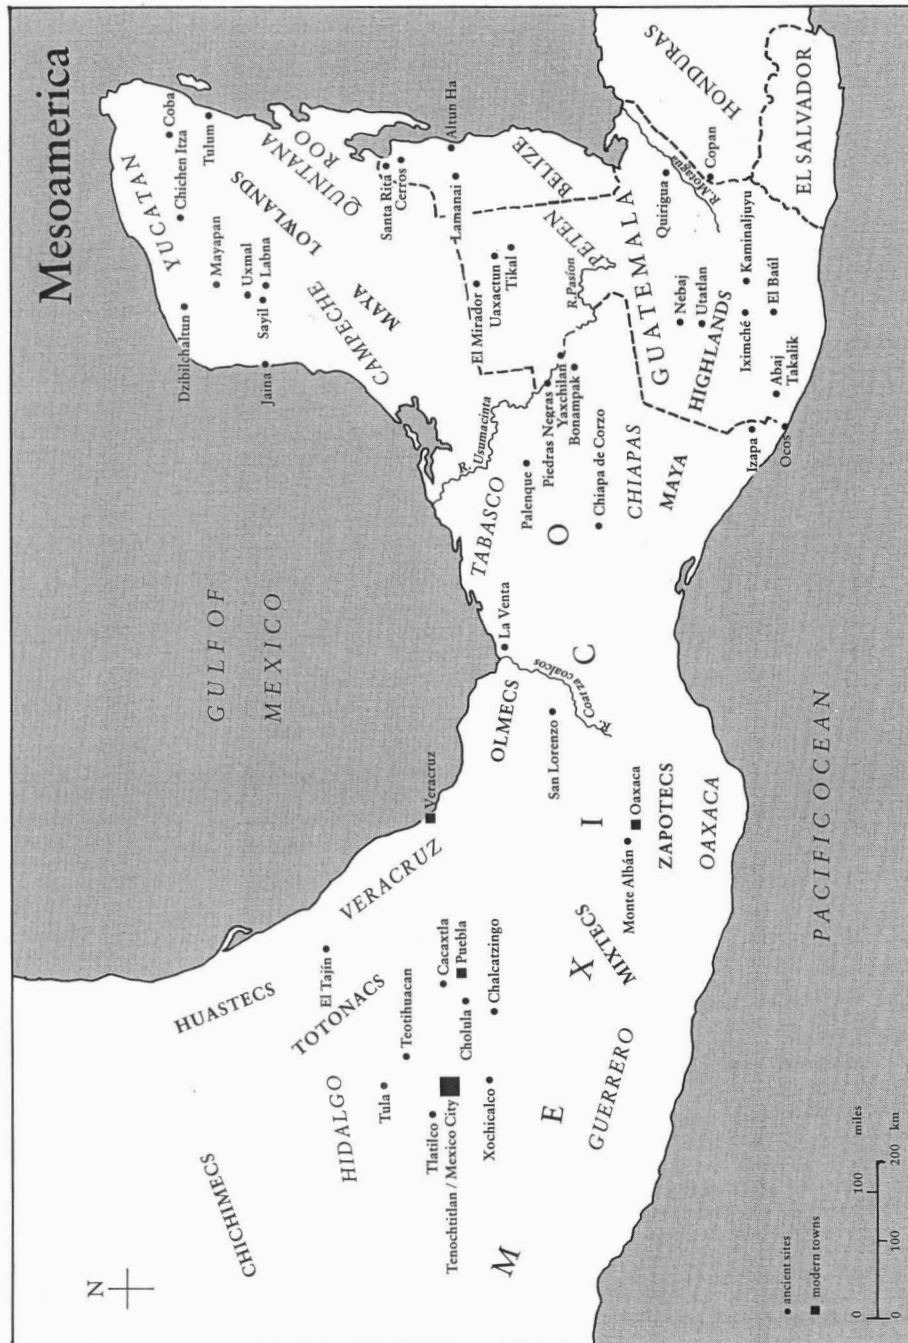 Mesoamerica
N
CHICHIMECS
HUASTECS
HIDALGO
TOTONACS
El Tajín
VERACRUZ
Tula
Teotihuacan
Tlatilco
Tenochtitlan / Mexico City
Cacaxtla
Puebla
Cholula
Xochicalco
Chalcatzingo
Veracruz
GULF OF
MEXICO
MEXICO
GUERRERO
MIXTECS
Monte Albán
Oaxaca
ZAPOTECS
OAXACA
OLMECS
San Lorenzo
R. Coatzacoalcos
La Venta
TABASCO
R. Usumacinta
Palenque
Piedras Negras
Yaxchilan
Bonampak
Chiapa de Corzo
CHIAPAS
MAYA
HIGHLANDS
Izapa
Ocos
Abaj
Takalik
El Baúl
Iximché
Kaminaljuyu
Utatlan
Nebaj
GUATEMALA
R. Pasíon
PETEN
El Mirador
Uaxactun
Tikal
CAMPECHE
MAYA
LOWLANDS
Dzibilchaltun
Jaina
YUCATAN
Chichen Itza
Coba
Tulum
Mayapan
Uxmal
Sayil
Labna
QUINTANA
ROO
Santa Rita
Cerros
Altun Ha
Lamanai
BELIZE
Quirigua
R. Motagua
Copan
HONDURAS
EL SALVADOR
PACIFIC OCEAN
ancient sites
modern towns
0 100 miles
0 100 200 km